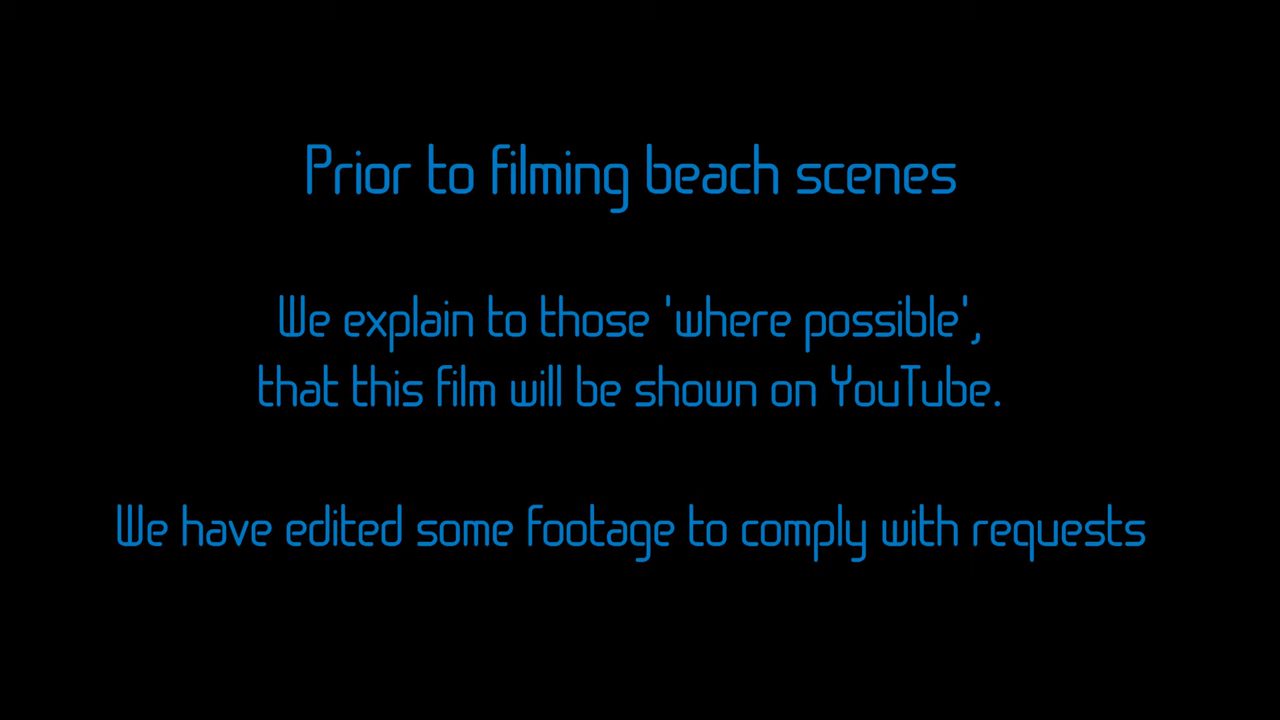 Prior to filming beach scenes
We explain to those 'where possible',
that this film will be shown on YouTube.
We have edited some footage to comply with requests